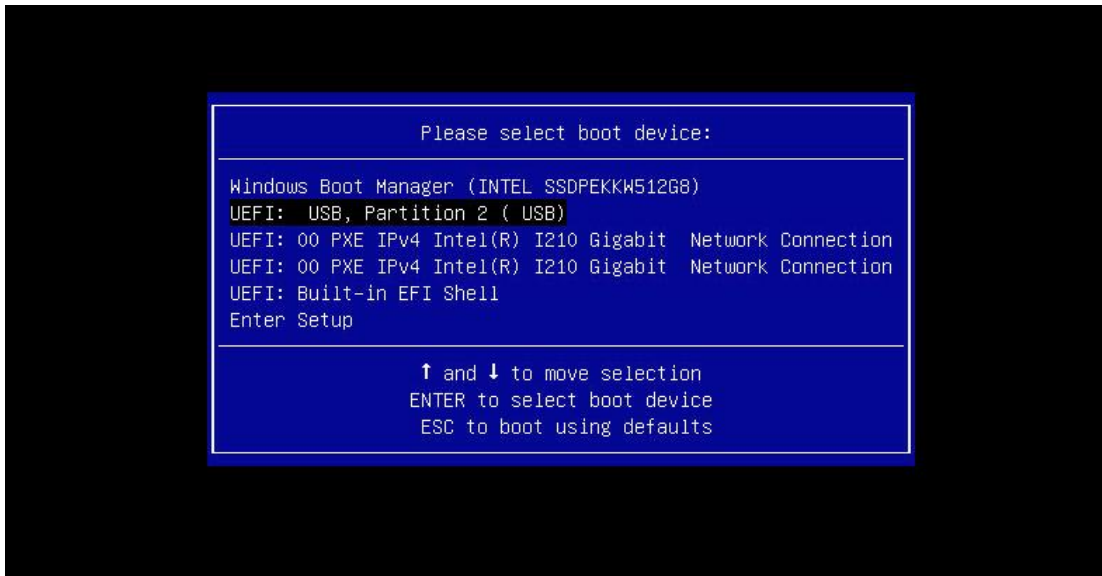 Please select boot device:
Windows Boot Manager (INTEL SSDPEKKW512G8)
UEFI:  USB, Partition 2 ( USB)
UEFI: 00 PXE IPv4 Intel(R) I210 Gigabit  Network Connection
UEFI: 00 PXE IPv4 Intel(R) I210 Gigabit  Network Connection
UEFI: Built-in EFI Shell
Enter Setup
↑ and ↓ to move selection
ENTER to select boot device
ESC to boot using defaults